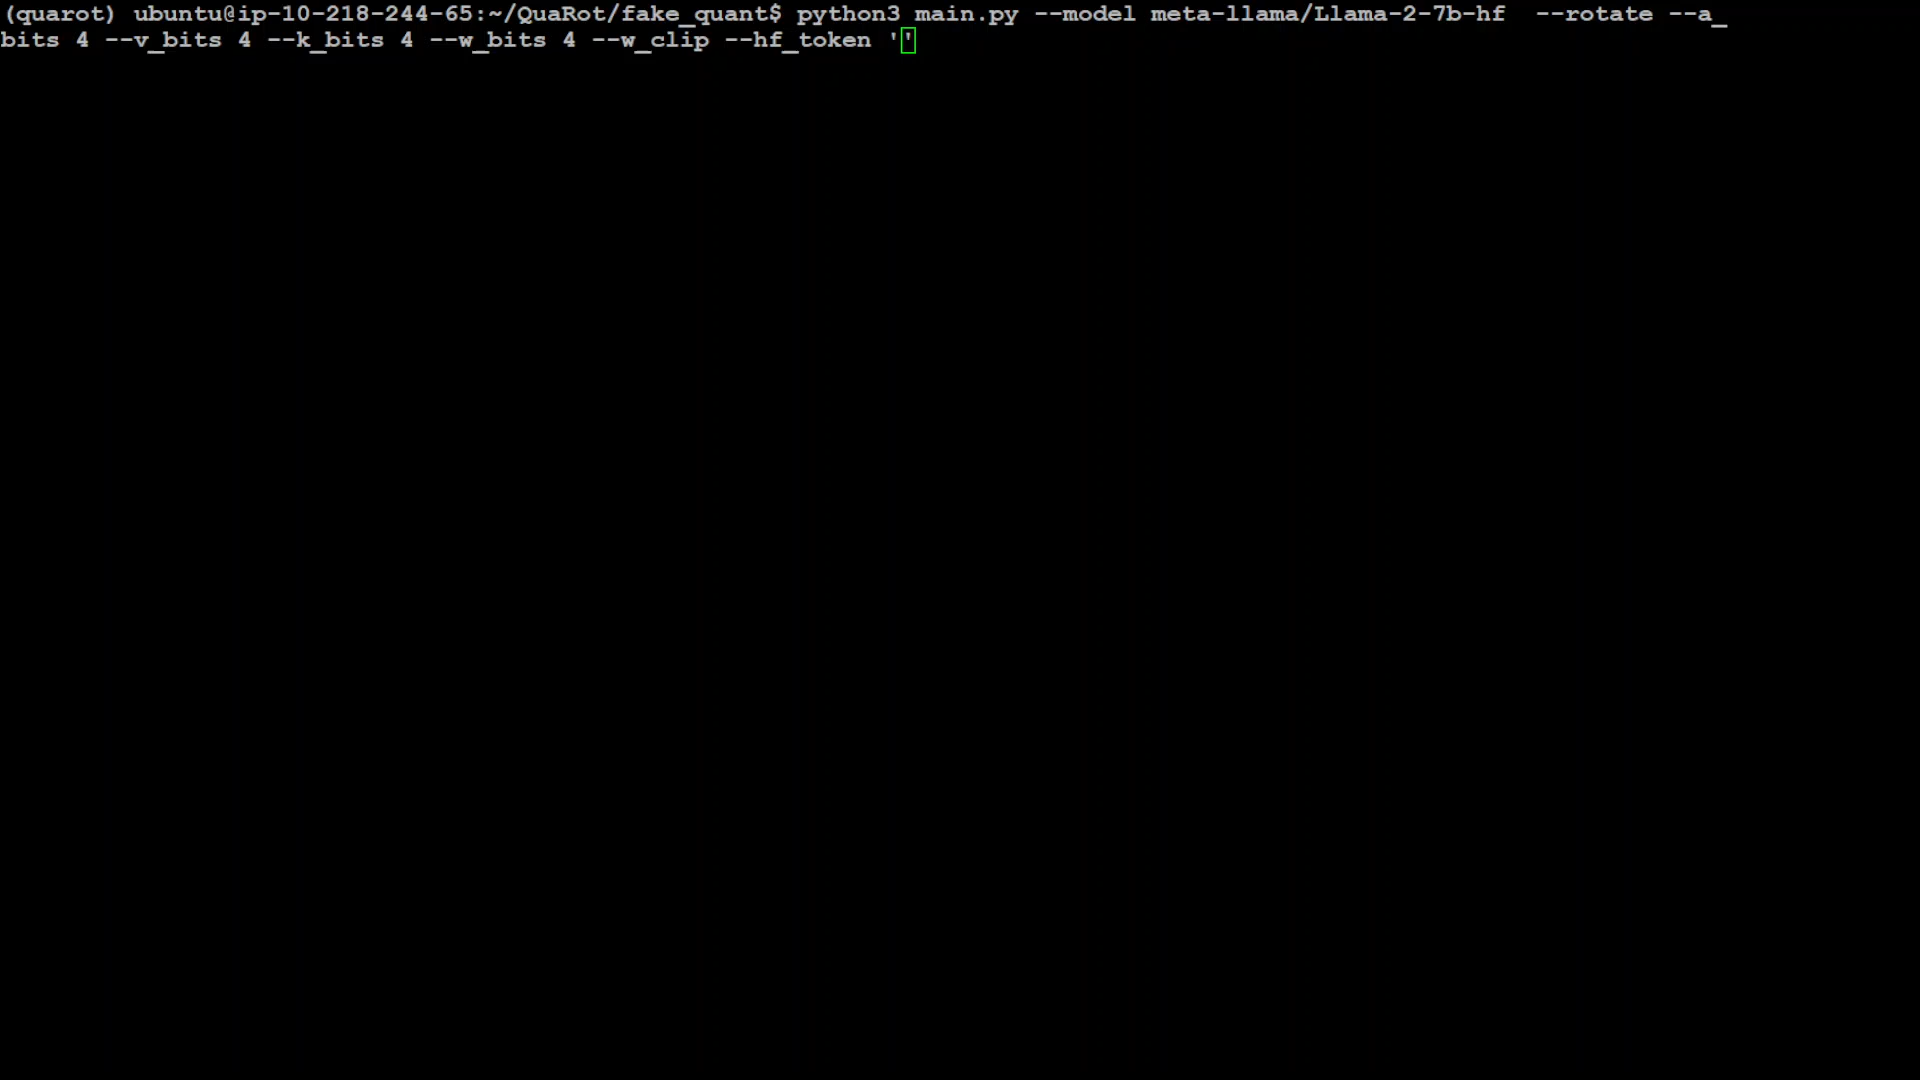 (quarot) ubuntu@ip-10-218-244-65:~/QuaRot/fake_quant$ python3 main.py --model meta-llama/Llama-2-7b-hf  --rotate --a_
bits 4 --v_bits 4 --k_bits 4 --w_bits 4 --w_clip --hf_token ''